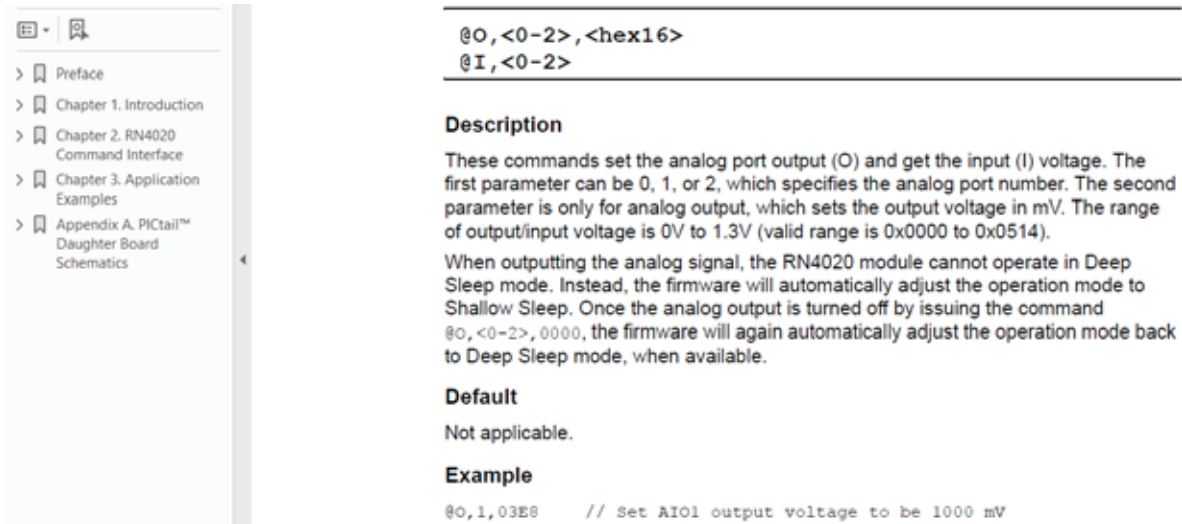 Preface
Chapter 1. Introduction
Chapter 2. RN4020
Command Interface
Chapter 3. Application
Examples
Appendix A. PICtail™
Daughter Board
Schematics
@O,<0-2>,<hex16>
@I,<0-2>
Description
These commands set the analog port output (O) and get the input (I) voltage. The
first parameter can be 0, 1, or 2, which specifies the analog port number. The second
parameter is only for analog output, which sets the output voltage in mV. The range
of output/input voltage is 0V to 1.3V (valid range is 0x0000 to 0x0514).
When outputting the analog signal, the RN4020 module cannot operate in Deep
Sleep mode. Instead, the firmware will automatically adjust the operation mode to
Shallow Sleep. Once the analog output is turned off by issuing the command
@O,<0-2>,0000, the firmware will again automatically adjust the operation mode back
to Deep Sleep mode, when available.
Default
Not applicable.
Example
@O,1,03E8 // Set AIO1 output voltage to be 1000 mV